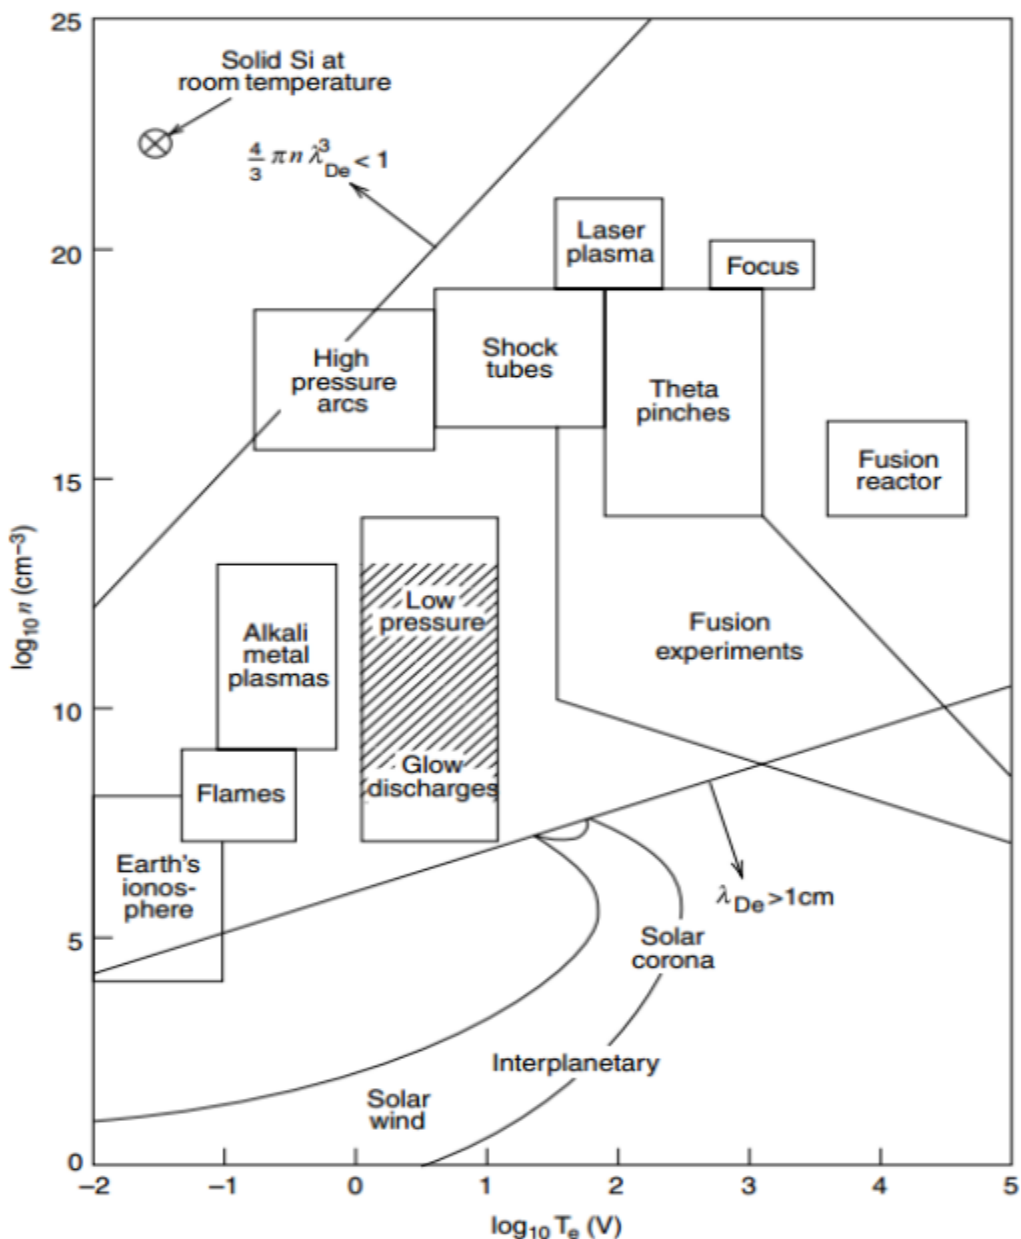 25
Solid Si at
room temperature
4/3 π n λ³De < 1
20
Laser
plasma
Focus
High
pressure
arcs
Shock
tubes
Theta
pinches
Fusion
reactor
15
log₁₀ n (cm⁻³)
Low
pressure
Alkali
metal
plasmas
Fusion
experiments
10
Glow
discharges
Flames
Earth's
ionos-
phere
λDe>1cm
5
Solar
corona
Interplanetary
Solar
wind
0
−2 −1 0 1 2 3 4 5
log₁₀ Tₑ (V)